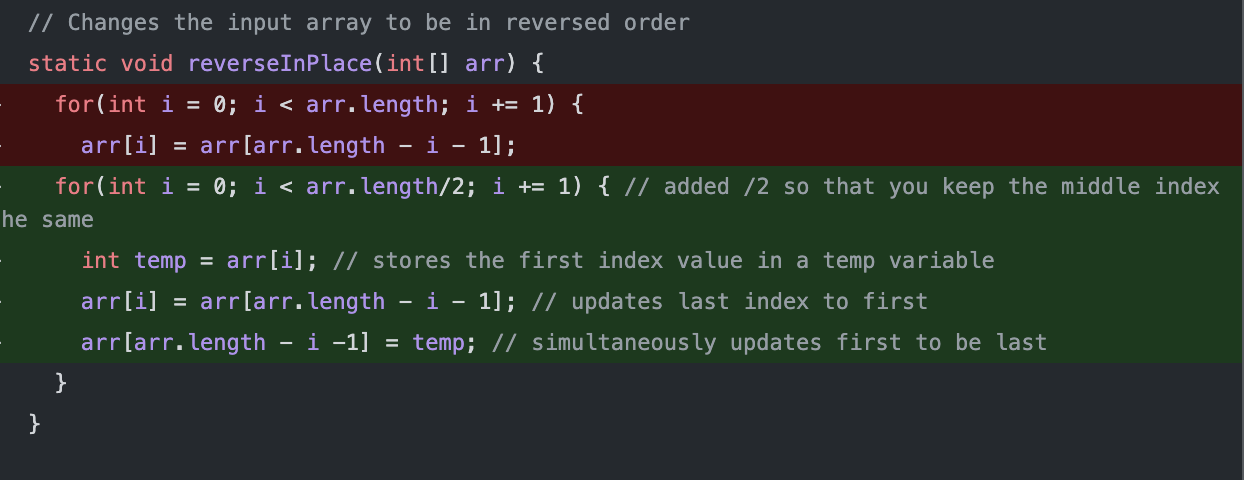 // Changes the input array to be in reversed order
static void reverseInPlace(int[] arr) {
- for(int i = 0; i < arr.length; i += 1) {
- arr[i] = arr[arr.length - i - 1];
- for(int i = 0; i < arr.length/2; i += 1) { // added /2 so that you keep the middle index
he same
- int temp = arr[i]; // stores the first index value in a temp variable
- arr[i] = arr[arr.length - i - 1]; // updates last index to first
- arr[arr.length - i -1] = temp; // simultaneously updates first to be last
}
}